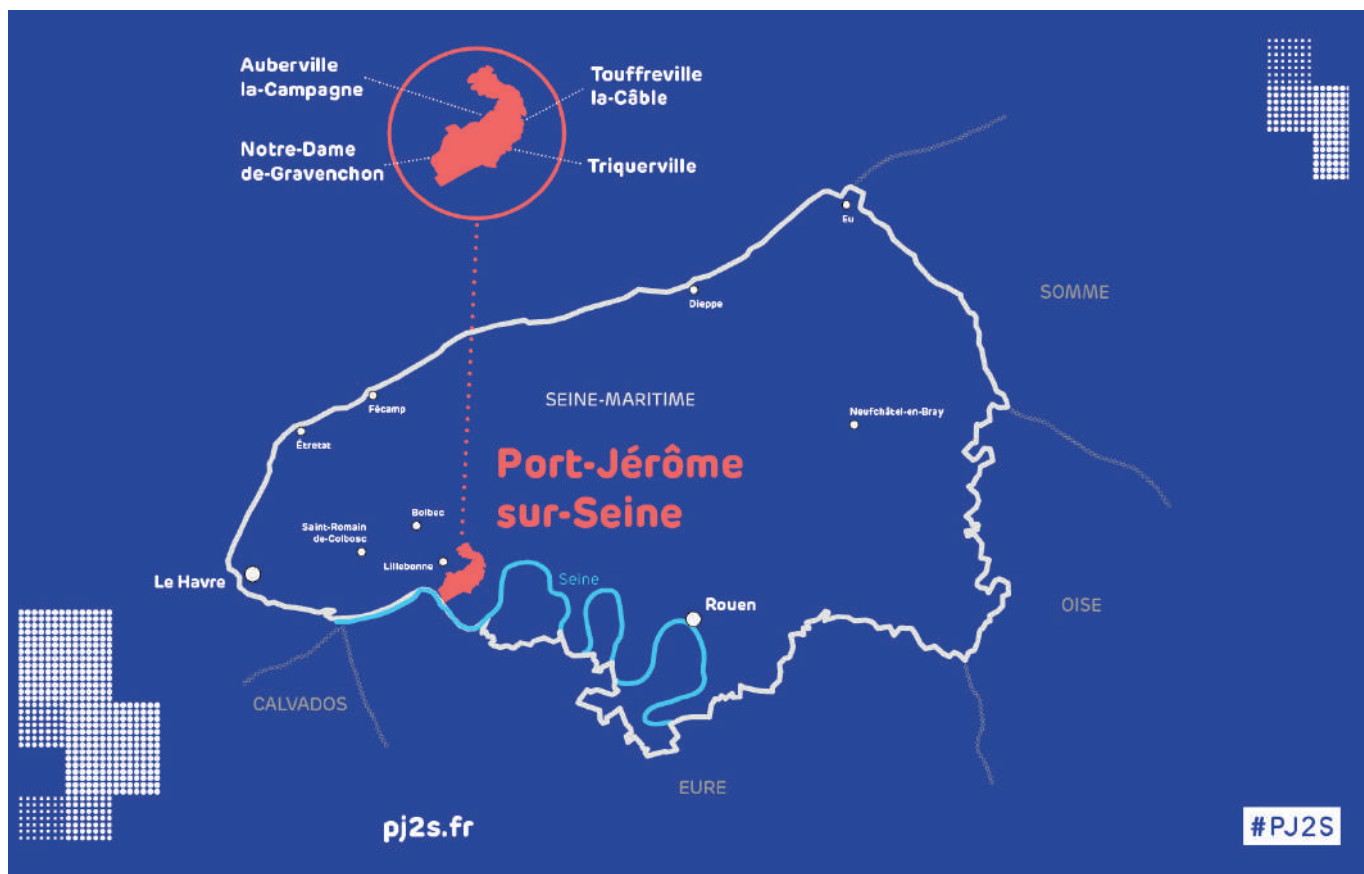 Auberville
la-Campagne
Touffreville
la-Câble
Notre-Dame
de-Gravenchon
Triquerville
Eu
SOMME
Dieppe
SEINE-MARITIME
Fécamp
Neufchâtel-en-Bray
Étretat
Port-Jérôme
sur-Seine
Bolbec
Saint-Romain
de-Colbosc
Lillebonne
Le Havre
Seine
Rouen
OISE
CALVADOS
EURE
pj2s.fr
#PJ2S